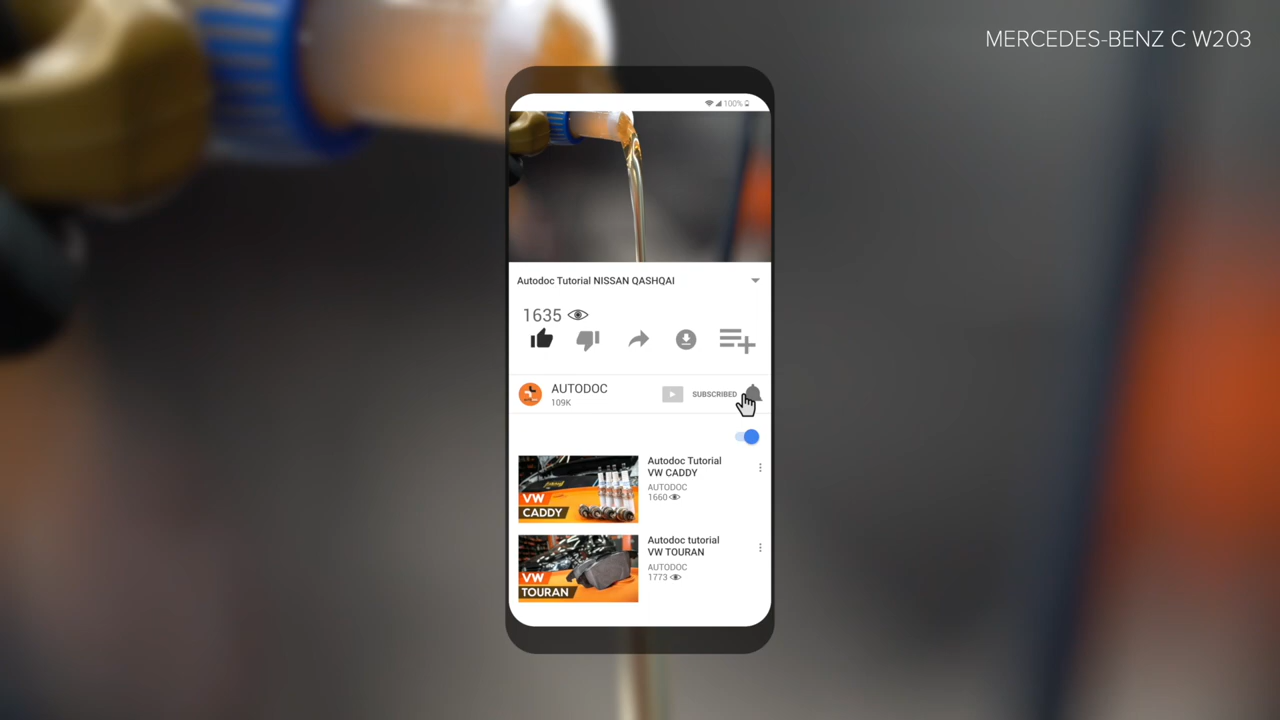 MERCEDES-BENZ C W203
100%
Autodoc Tutorial NISSAN QASHQAI
1635
AUTODOC
109K
SUBSCRIBED
Autodoc Tutorial
VW CADDY
AUTODOC
1660
VW
CADDY
Autodoc tutorial
VW TOURAN
AUTODOC
1773
VW
TOURAN